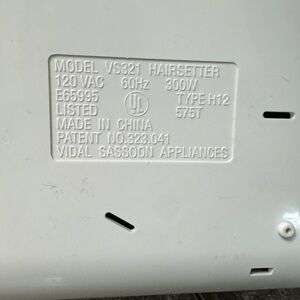 MODEL VS321 HAIRSETTER
120 VAC 60Hz 300W
E65995 UL TYPE H12
LISTED 575T
MADE IN CHINA
PATENT NO.323,041
VIDAL SASSOON APPLIANCES